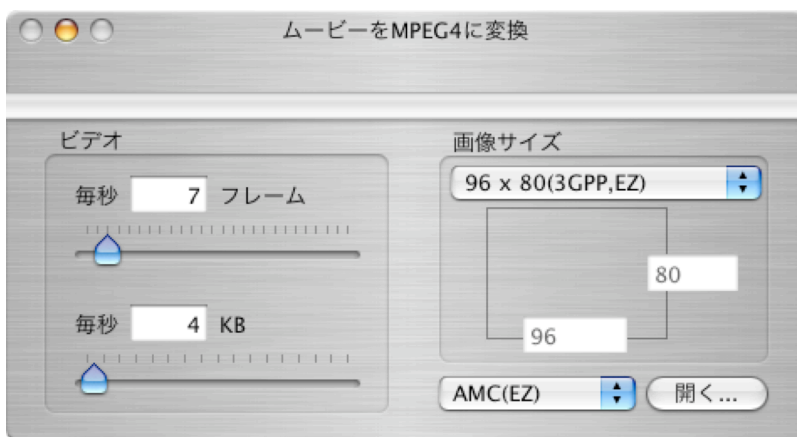 ムービーをMPEG4に変換
ビデオ
毎秒 7 フレーム
毎秒 4 KB
画像サイズ
96 x 80(3GPP,EZ)
80
96
AMC(EZ)
開く...